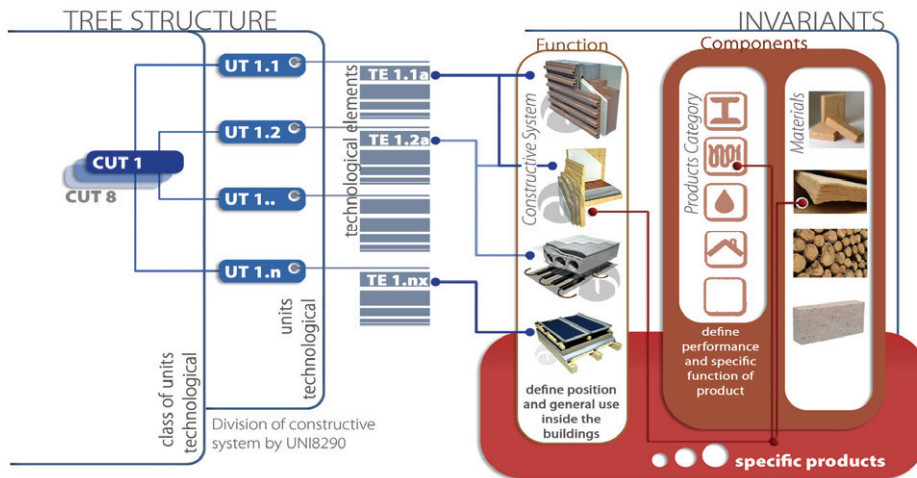 TREE STRUCTURE
INVARIANTS
Function
Components
UT 1.1
UT 1.2
UT 1..
UT 1.n
CUT 1
CUT 8
technological elements
TE 1.1a
TE 1.2a
TE 1.nx
units
technological
class of units
technological
Division of constructive
system by UNI8290
Constructive System
define position
and general use
inside the
buildings
Products Category
define
performance
and specific
function of
product
Materials
specific products